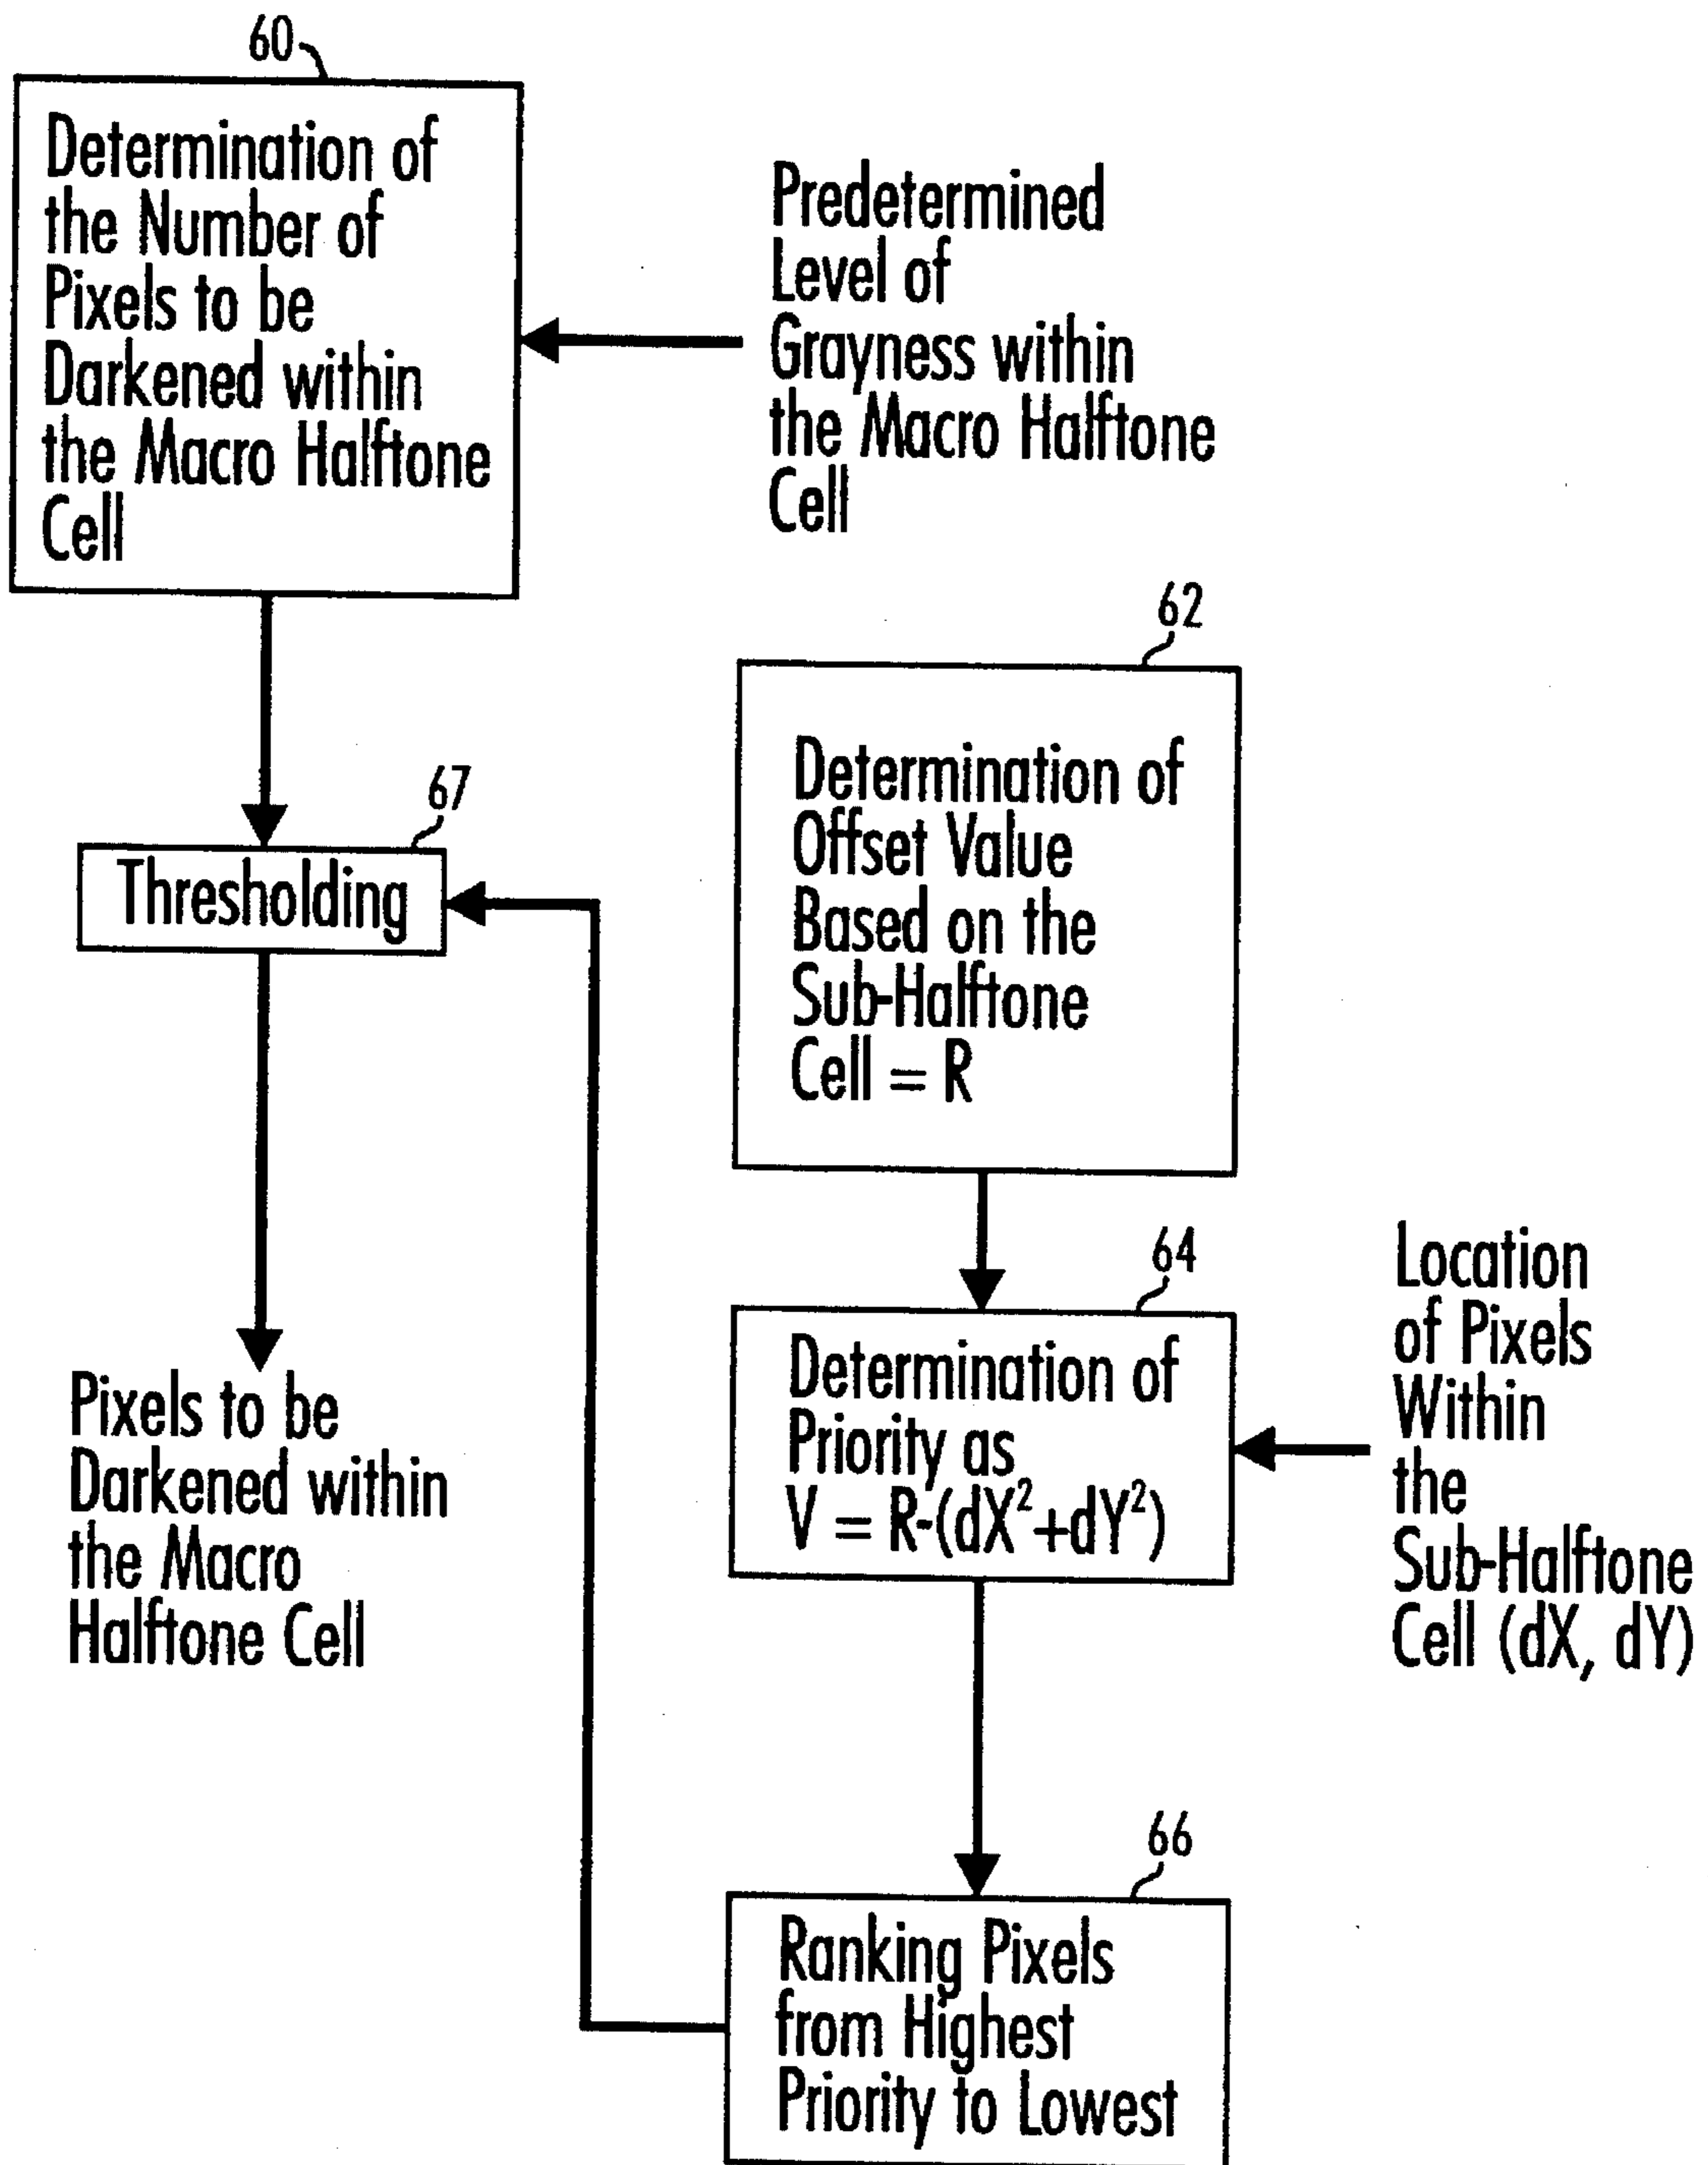 60
Determination of
the Number of
Pixels to be
Darkened within
the Macro Halftone
Cell
Predetermined
Level of
Grayness within
the Macro Halftone
Cell
62
Determination of
Offset Value
Based on the
Sub-Halftone
Cell = R
67
Thresholding
64
Determination of
Priority as
V = R-(dX²+dY²)
Location
of Pixels
Within
the
Sub-Halftone
Cell (dX, dY)
Pixels to be
Darkened within
the Macro
Halftone Cell
66
Ranking Pixels
from Highest
Priority to Lowest